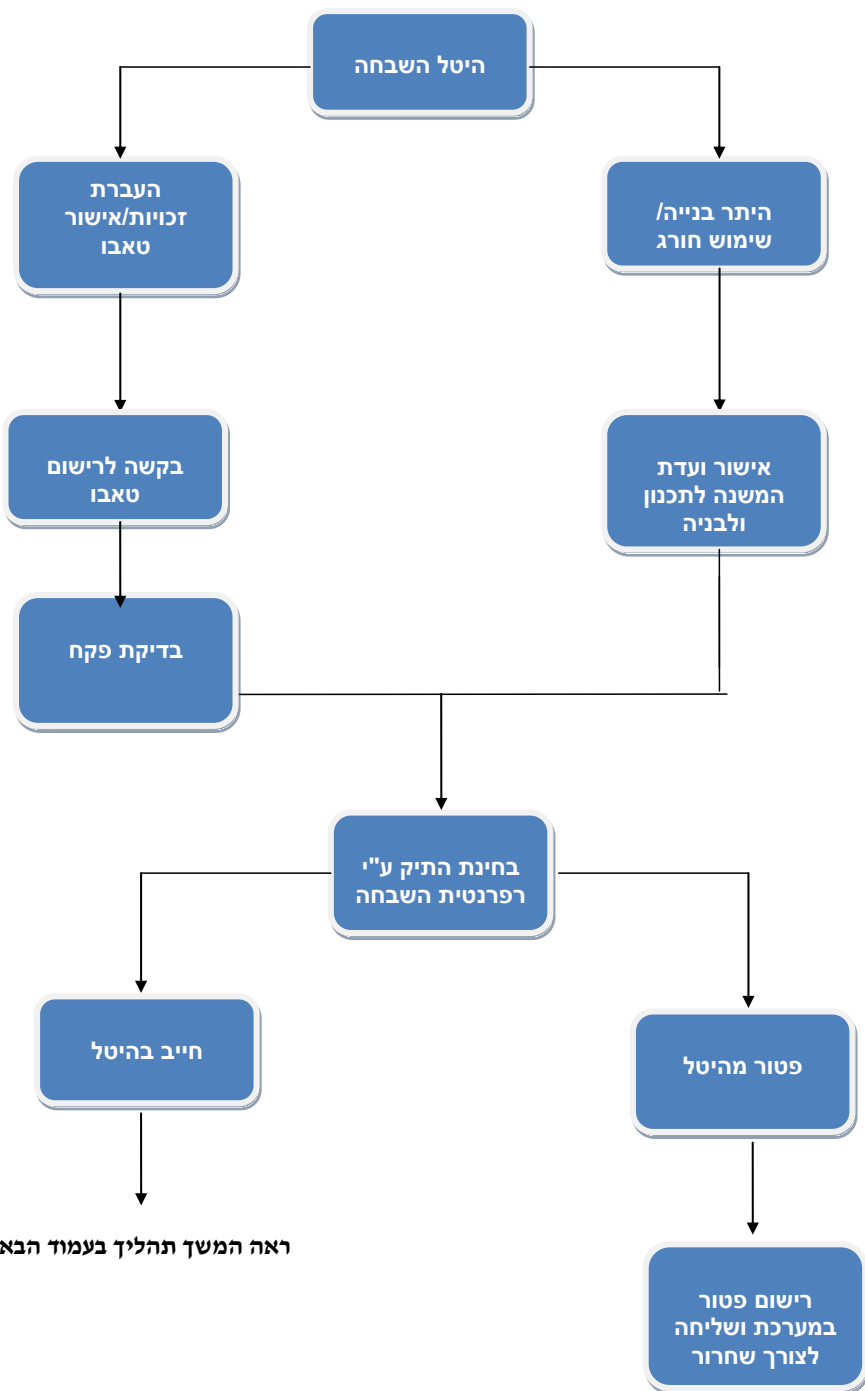 היטל השבחה
היתר בנייה/
שימוש חורג
העברת
זכויות/אישור
טאבו
אישור ועדת
המשנה לתכנון
ולבניה
בקשה לרישום
טאבו
בדיקת פקח
בחינת התיק ע"י
רפרנטית השבחה
פטור מהיטל
חייב בהיטל
ראה המשך תהליך בעמוד הבא
רישום פטור
במערכת ושליחה
לצורך שחרור